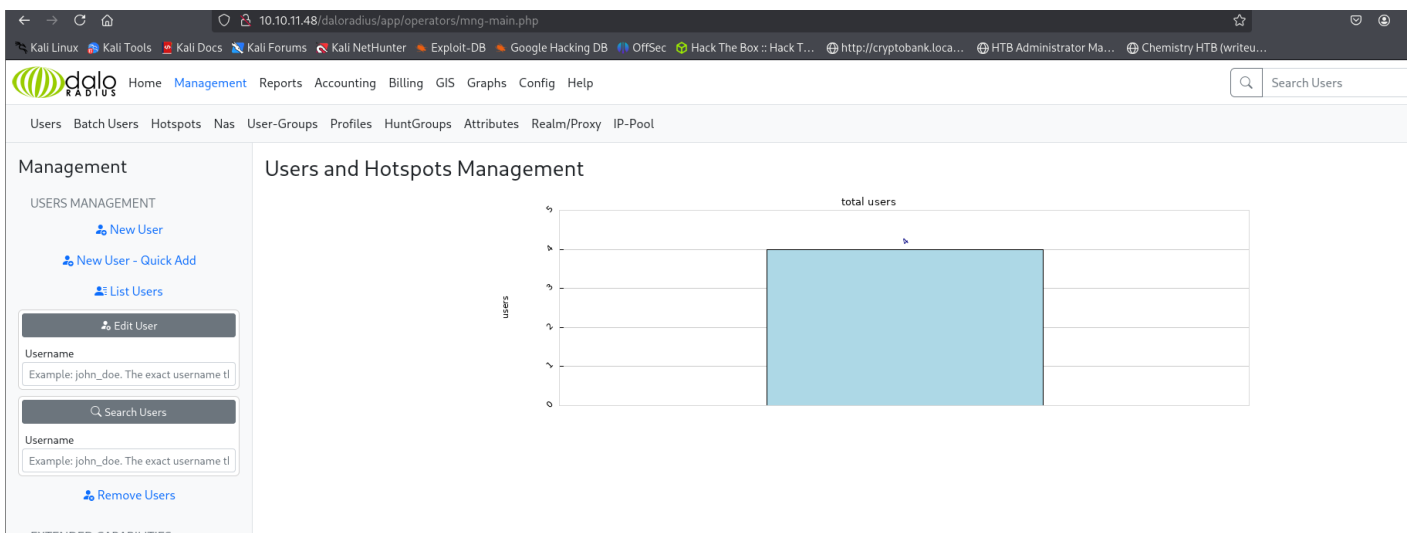 10.10.11.48/daloradius/app/operators/mng-main.php
Kali Linux Kali Tools Kali Docs Kali Forums Kali NetHunter Exploit-DB Google Hacking DB OffSec Hack The Box :: Hack T... http://cryptobank.loca... HTB Administrator Ma... Chemistry HTB (writeu...
dalo RADIUS Home Management Reports Accounting Billing GIS Graphs Config Help Search Users
Users Batch Users Hotspots Nas User-Groups Profiles HuntGroups Attributes Realm/Proxy IP-Pool
Management
USERS MANAGEMENT
New User
New User - Quick Add
List Users
Edit User
Username
Example: john_doe. The exact username tl
Search Users
Username
Example: john_doe. The exact username tl
Remove Users
EXTENDED CAPABILITIES
Users and Hotspots Management
total users
5
4
4
3
users
2
1
0